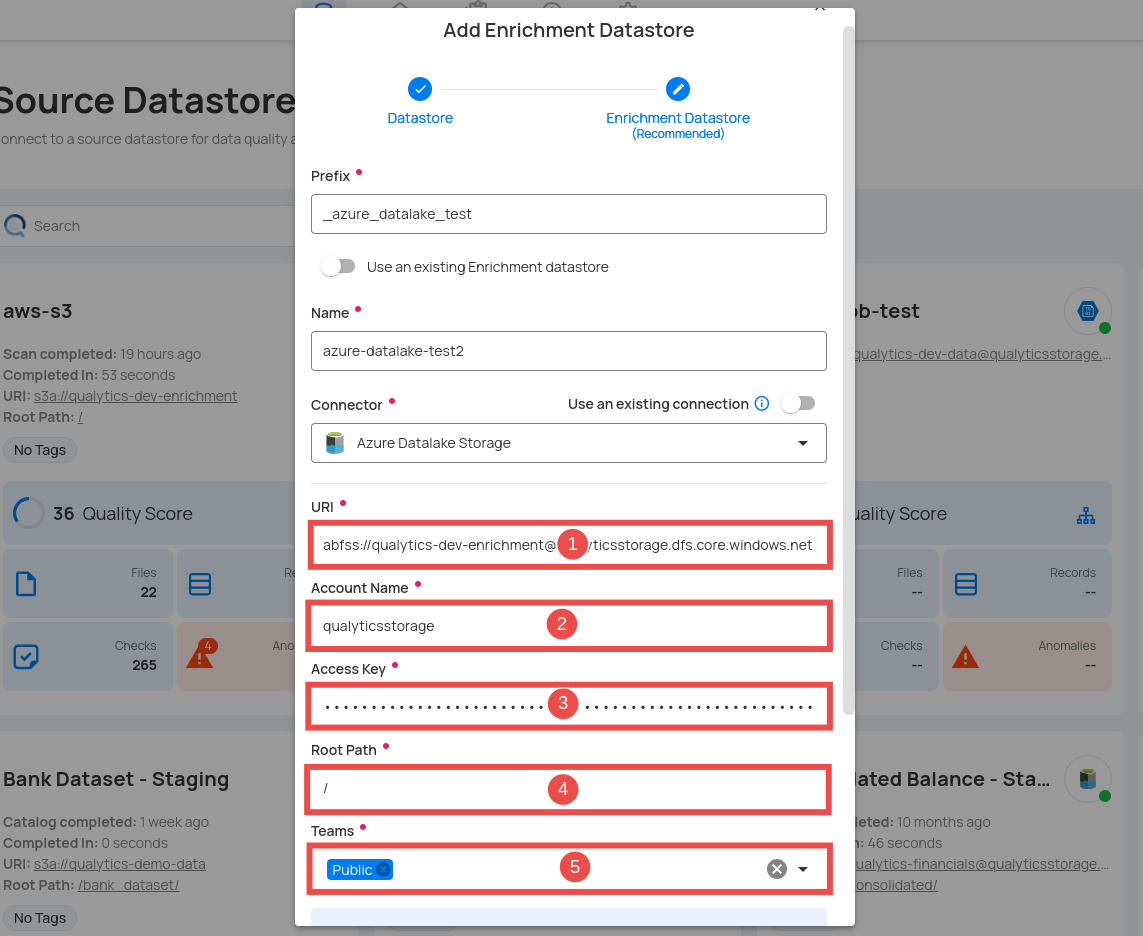 Add Enrichment Datastore
Datastore
Enrichment Datastore
(Recommended)
Source Datastore
connect to a source datastore for data quality a
Prefix
_azure_datalake_test
Search
Use an existing Enrichment datastore
aws-s3
Scan completed: 19 hours ago
Completed In: 53 seconds
URI: s3a://qualytics-dev-enrichment
Root Path: /
No Tags
36 Quality Score
Files
22
Re
Checks
265
4
Ano
Name
azure-datalake-test2
Connector
Use an existing connection
Azure Datalake Storage
URI
abfss://qualytics-dev-enrichment@ 1 yticsstorage.dfs.core.windows.net
Account Name
qualyticsstorage
2
Access Key
3
Root Path
/
4
Teams
Public
5
ob-test
qualytics-dev-data@qualyticsstorage....
uality Score
Files
--
Records
--
Checks
--
Anomalies
--
Bank Dataset - Staging
Catalog completed: 1 week ago
Completed In: 0 seconds
URI: s3a://qualytics-demo-data
Root Path: /bank_dataset/
No Tags
dated Balance - Sta...
leted: 10 months ago
n: 46 seconds
ualytics-financials@qualyticsstorage....
onsolidated/